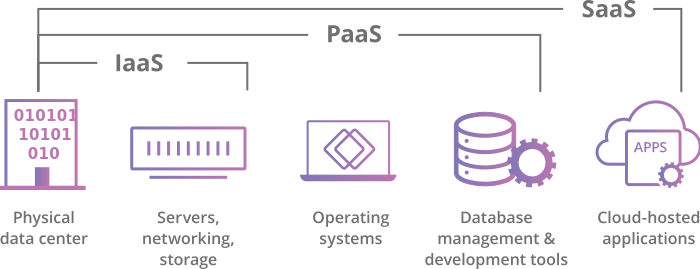 SaaS
PaaS
IaaS
010101
10101
010
APPS
Physical
data center
Servers,
networking,
storage
Operating
systems
Database
management &
development tools
Cloud-hosted
applications